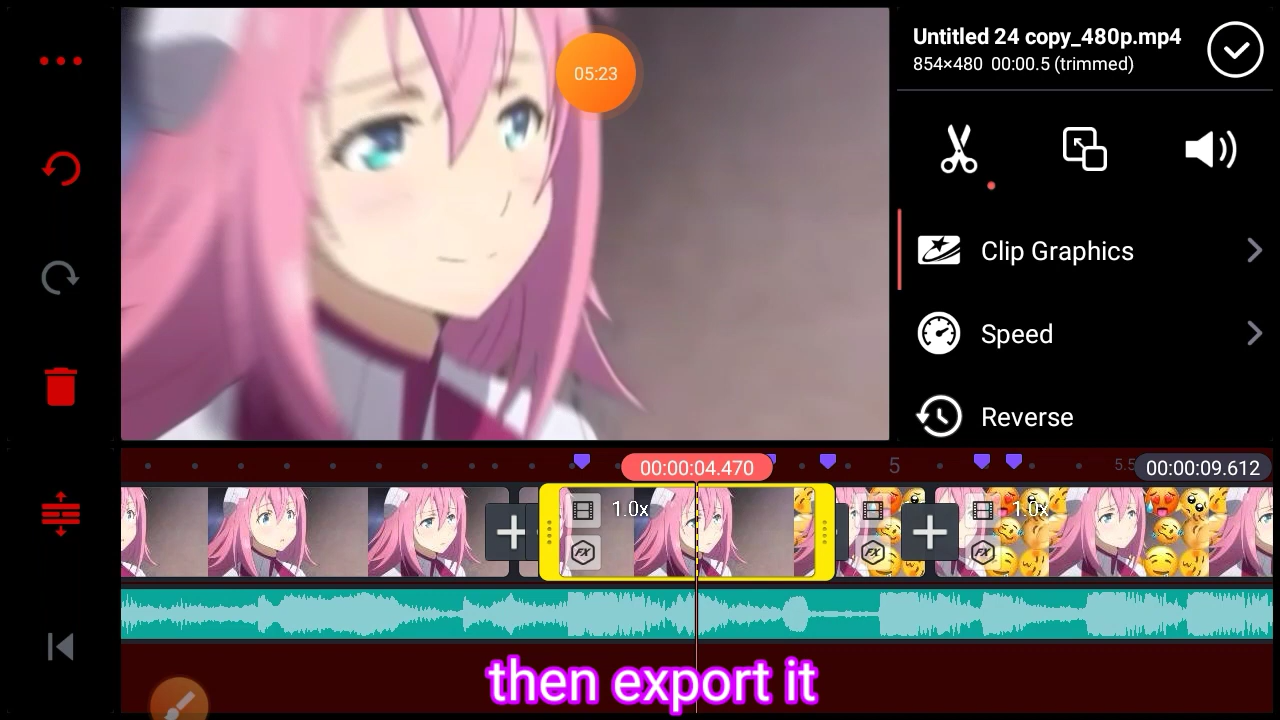 05:23
Untitled 24 copy_480p.mp4
854×480 00:00.5 (trimmed)
Clip Graphics
Speed
Reverse
00:00:04.470
5
5.5
00:00:09.612
1.0x
1.0x
FX
FX
FX
then export it